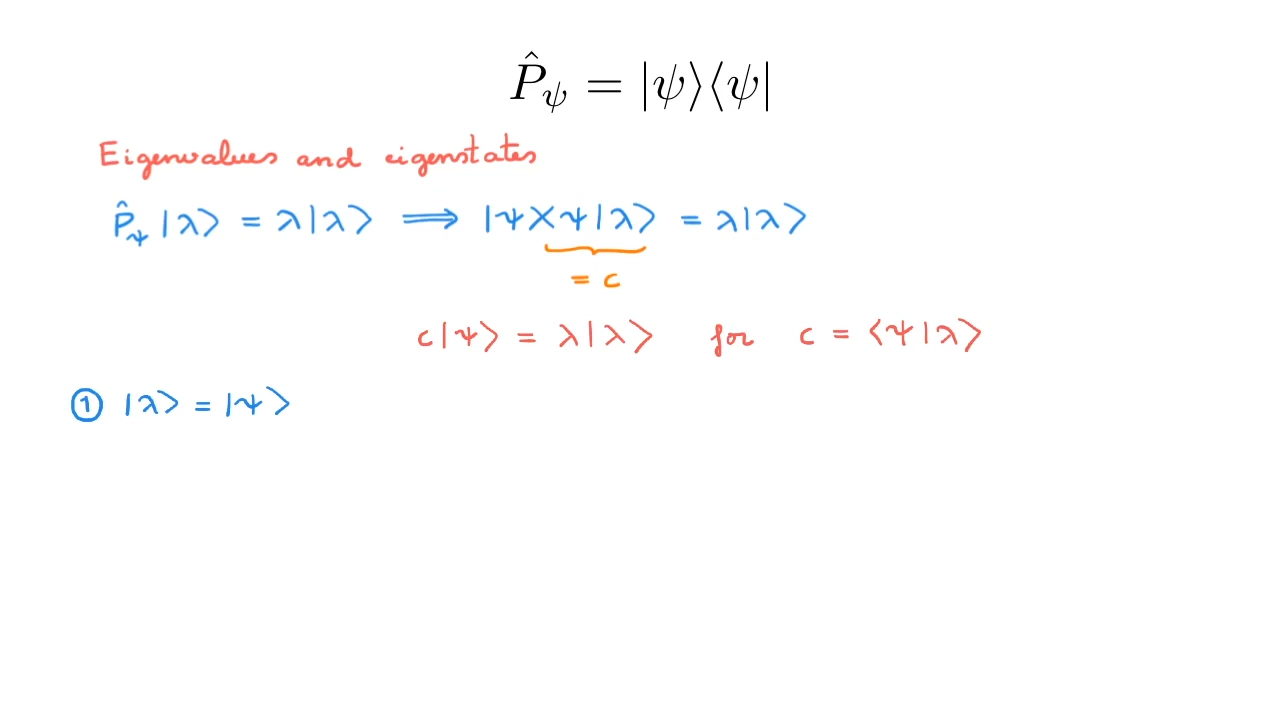 P̂_ψ = |ψ⟩⟨ψ|
Eigenvalues and eigenstates
P̂_ψ |λ⟩ = λ|λ⟩ ⟹ |ψ⟩⟨ψ|λ⟩ = λ|λ⟩
= c
c|ψ⟩ = λ|λ⟩ for c = ⟨ψ|λ⟩
① |λ⟩ = |ψ⟩